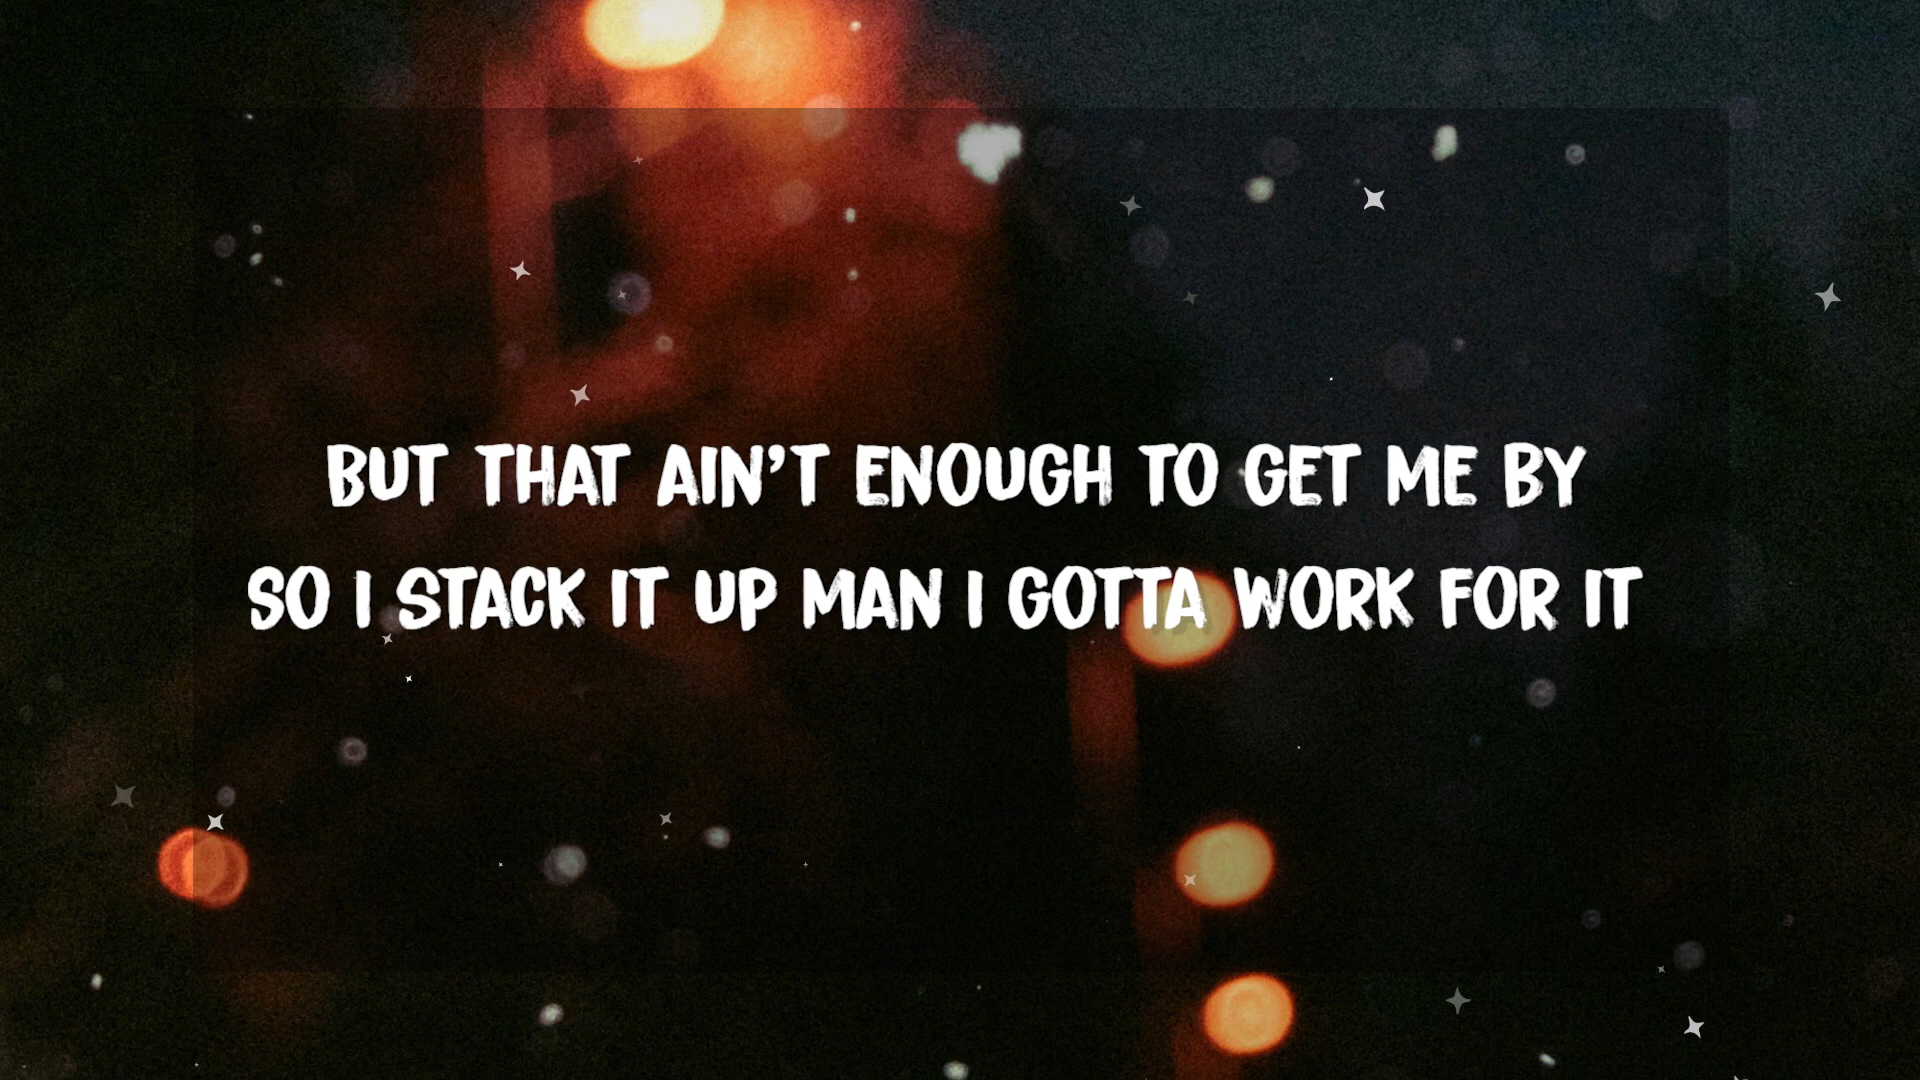 BUT THAT AIN'T ENOUGH TO GET ME BY
SO I STACK IT UP MAN I GOTTA WORK FOR IT